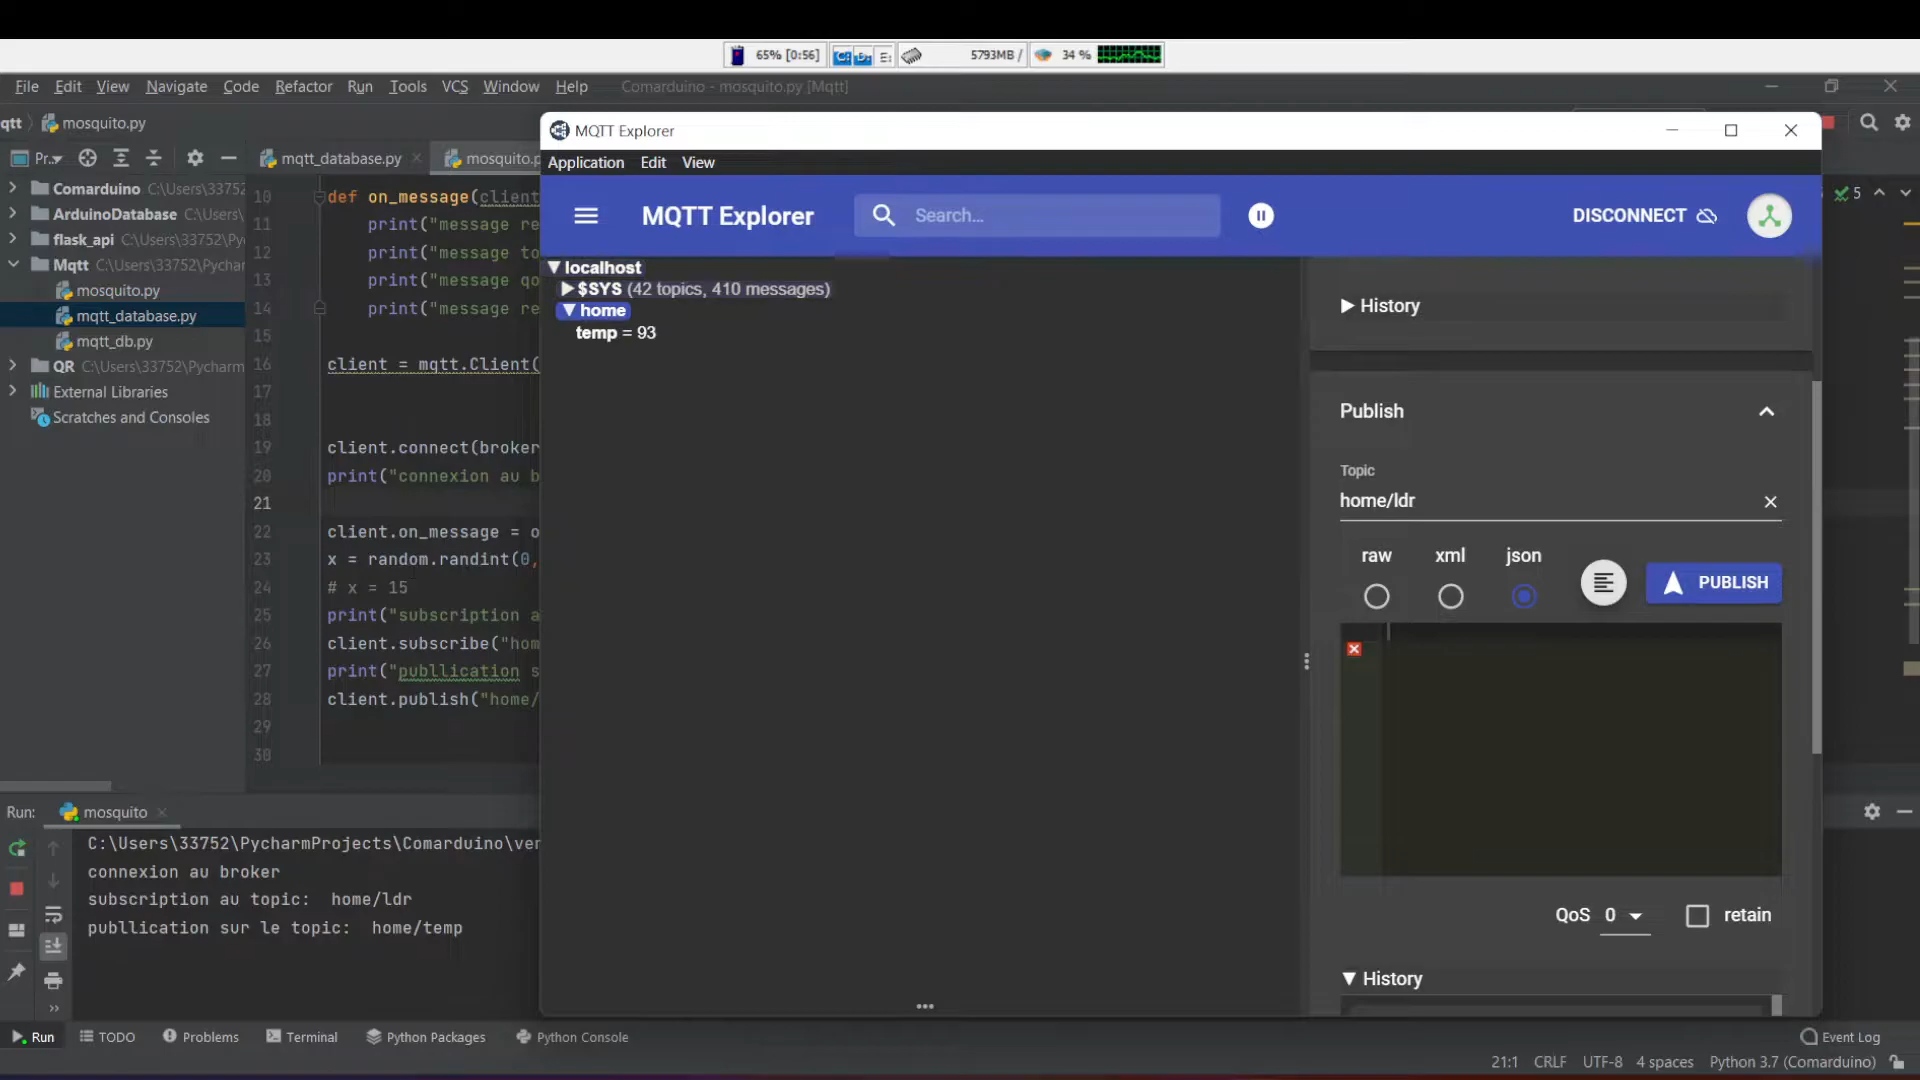 65% [0:56] C: D: E: 5793MB / 34 %
File Edit View Navigate Code Refactor Run Tools VCS Window Help Comarduino - mosquito.py [Mqtt]
qtt mosquito.py
Pr.. mqtt_database.py mosquito.p
Comarduino C:\Users\33752
ArduinoDatabase C:\Users\
flask_api C:\Users\33752\Py
Mqtt C:\Users\33752\Pychar
mosquito.py
mqtt_database.py
mqtt_db.py
QR C:\Users\33752\Pycharm
External Libraries
Scratches and Consoles
10 def on_message(client
11 print("message re
12 print("message to
13 print("message qo
14 print("message re
15
16 client = mqtt.Client(
17
18
19 client.connect(broker
20 print("connexion au b
21
22 client.on_message = o
23 x = random.randint(0,
24 # x = 15
25 print("subscription a
26 client.subscribe("hom
27 print("publlication s
28 client.publish("home/
29
30
5
MQTT Explorer
Application Edit View
MQTT Explorer Search... DISCONNECT
localhost
$SYS (42 topics, 410 messages)
home
temp = 93
History
Publish
Topic
home/ldr
raw xml json
PUBLISH
QoS 0 retain
History
Run: mosquito
C:\Users\33752\PycharmProjects\Comarduino\ven
connexion au broker
subscription au topic: home/ldr
publlication sur le topic: home/temp
Run TODO Problems Terminal Python Packages Python Console Event Log
21:1 CRLF UTF-8 4 spaces Python 3.7 (Comarduino)